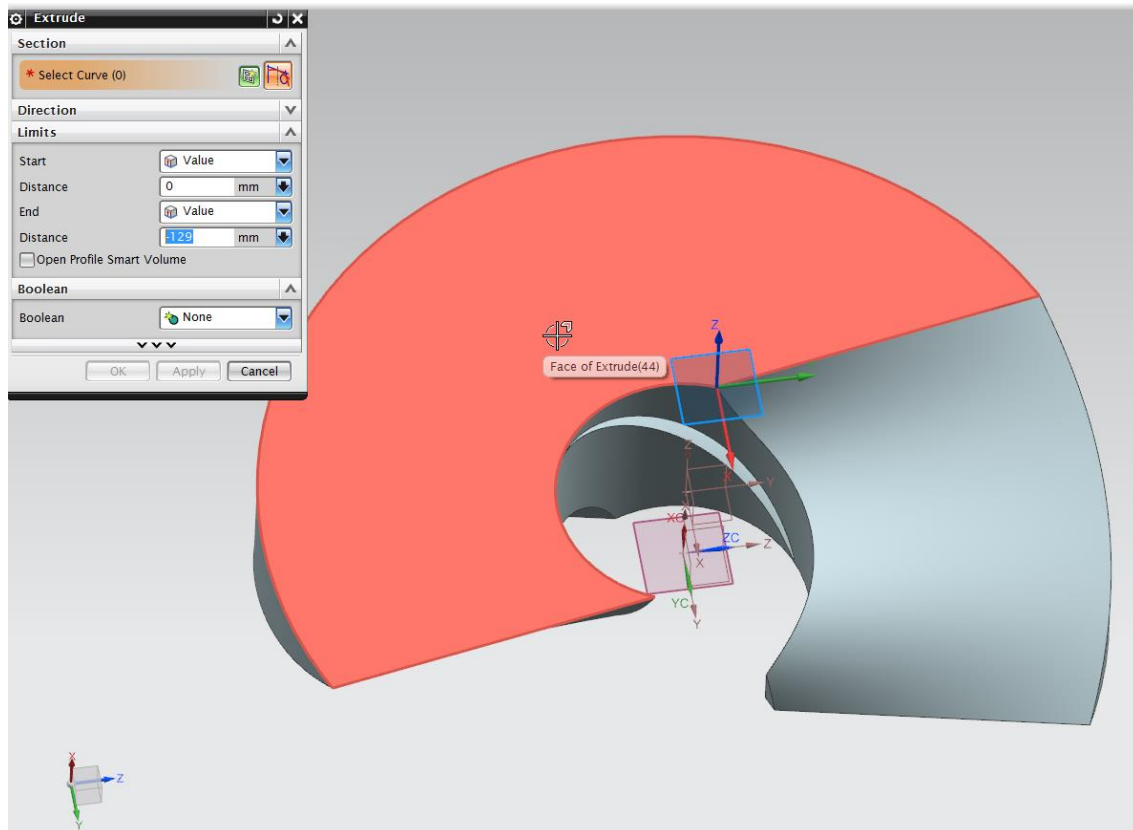 Extrude
Section
* Select Curve (0)
Direction
Limits
Start Value
Distance 0 mm
End Value
Distance -129 mm
Open Profile Smart Volume
Boolean
Boolean None
OK Apply Cancel
Face of Extrude(44)
Z
X
Z
Y
X
XC
ZC
Z
X
YC
Y
X
Z
Y